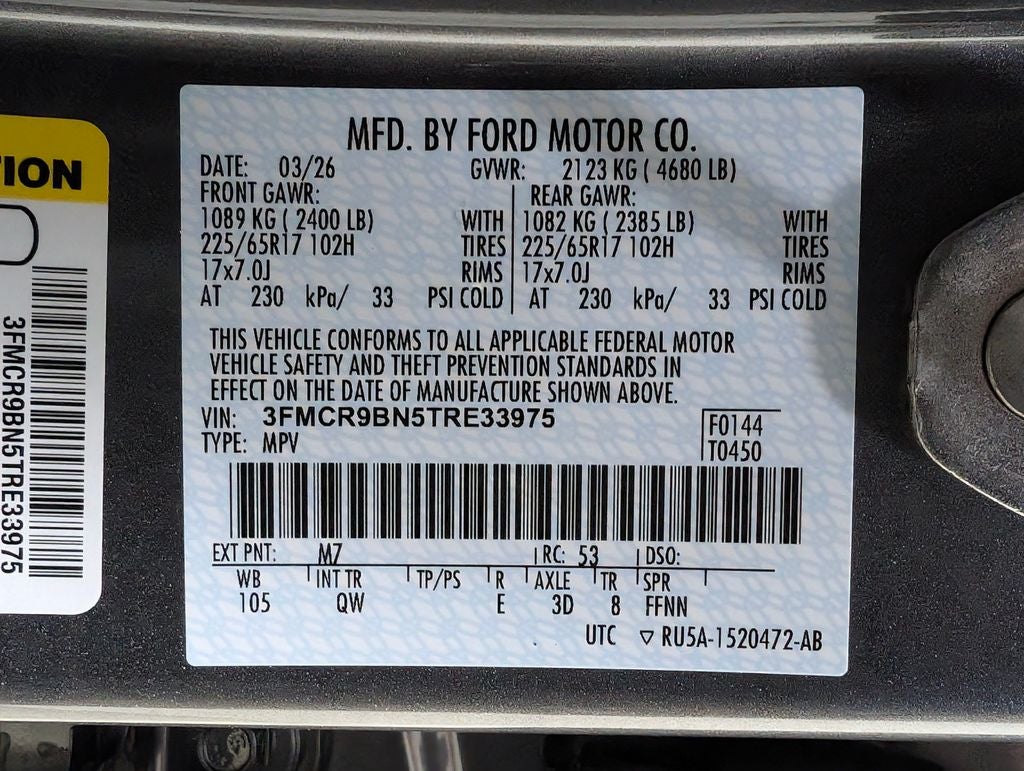 TION
3FMCR9BN5TRE33975
MFD. BY FORD MOTOR CO.
DATE: 03/26 GVWR: 2123 KG ( 4680 LB)
FRONT GAWR: REAR GAWR:
1089 KG ( 2400 LB) WITH 1082 KG ( 2385 LB) WITH
225/65R17 102H TIRES 225/65R17 102H TIRES
17x7.0J RIMS 17x7.0J RIMS
AT 230 kPa/ 33 PSI COLD AT 230 kPa/ 33 PSI COLD
THIS VEHICLE CONFORMS TO ALL APPLICABLE FEDERAL MOTOR
VEHICLE SAFETY AND THEFT PREVENTION STANDARDS IN
EFFECT ON THE DATE OF MANUFACTURE SHOWN ABOVE.
VIN: 3FMCR9BN5TRE33975 F0144
TYPE: MPV T0450
EXT PNT: M7 RC: 53 DSO:
WB INT TR TP/PS R AXLE TR SPR
105 QW E 3D 8 FFNN
UTC ▽ RU5A-1520472-AB